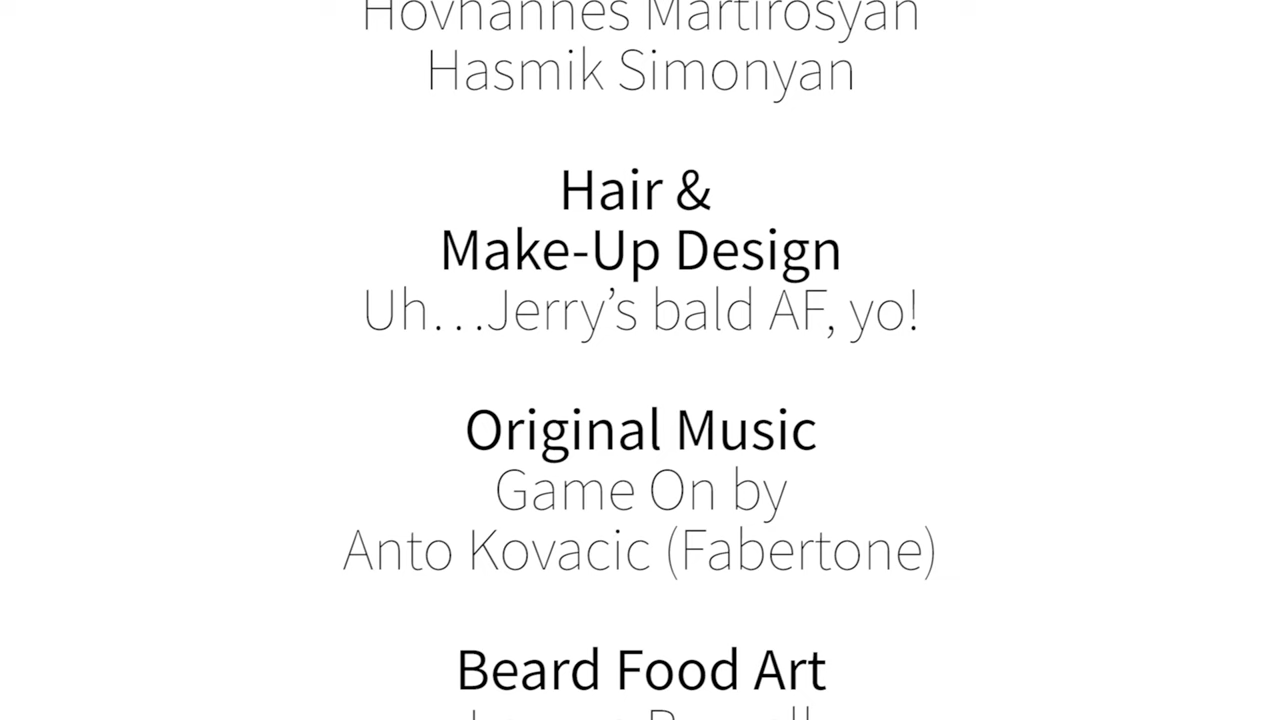 Hovhannes Martirosyan
Hasmik Simonyan
Hair &
Make-Up Design
Uh…Jerry’s bald AF, yo!
Original Music
Game On by
Anto Kovacic (Fabertone)
Beard Food Art